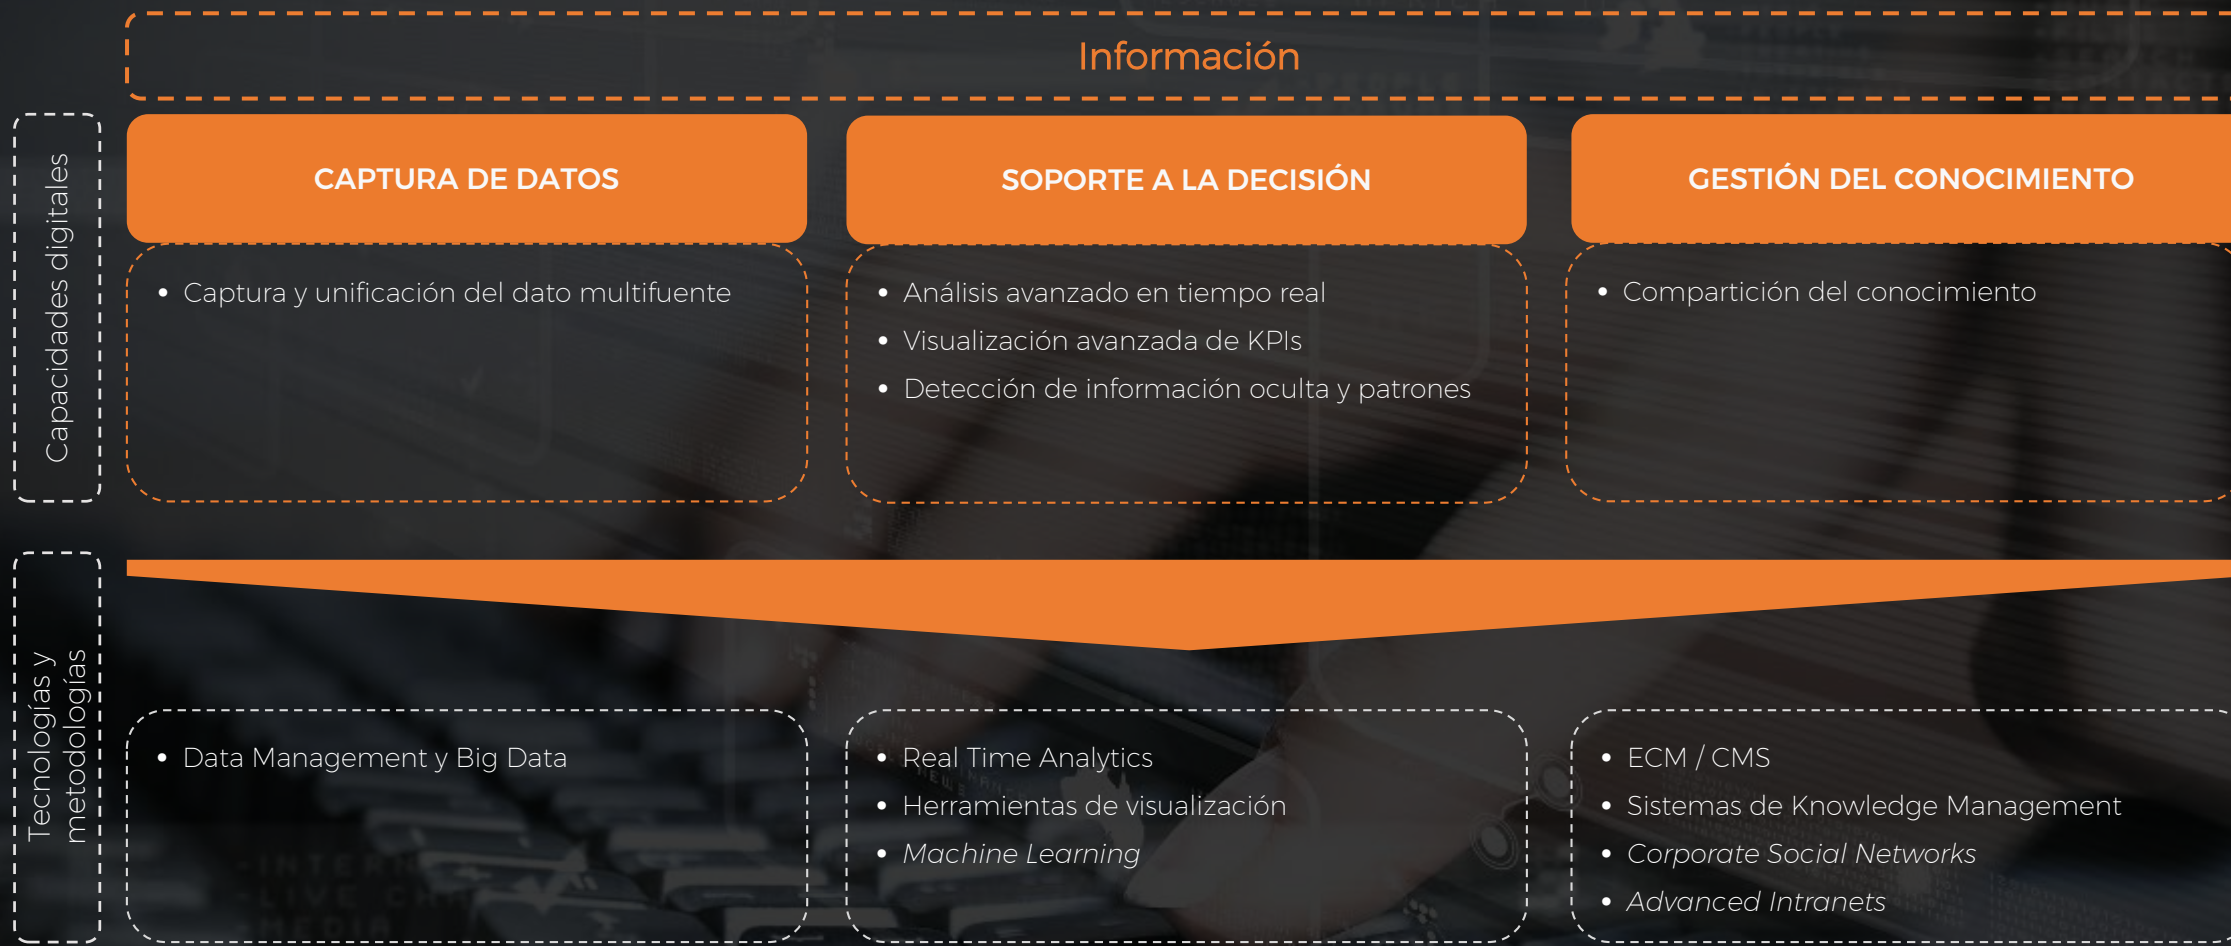 Información
Capacidades digitales
CAPTURA DE DATOS
• Captura y unificación del dato multifuente
SOPORTE A LA DECISIÓN
• Análisis avanzado en tiempo real
• Visualización avanzada de KPIs
• Detección de información oculta y patrones
GESTIÓN DEL CONOCIMIENTO
• Compartición del conocimiento
Tecnologías y
metodologías
• Data Management y Big Data
• Real Time Analytics
• Herramientas de visualización
• Machine Learning
• ECM / CMS
• Sistemas de Knowledge Management
• Corporate Social Networks
• Advanced Intranets